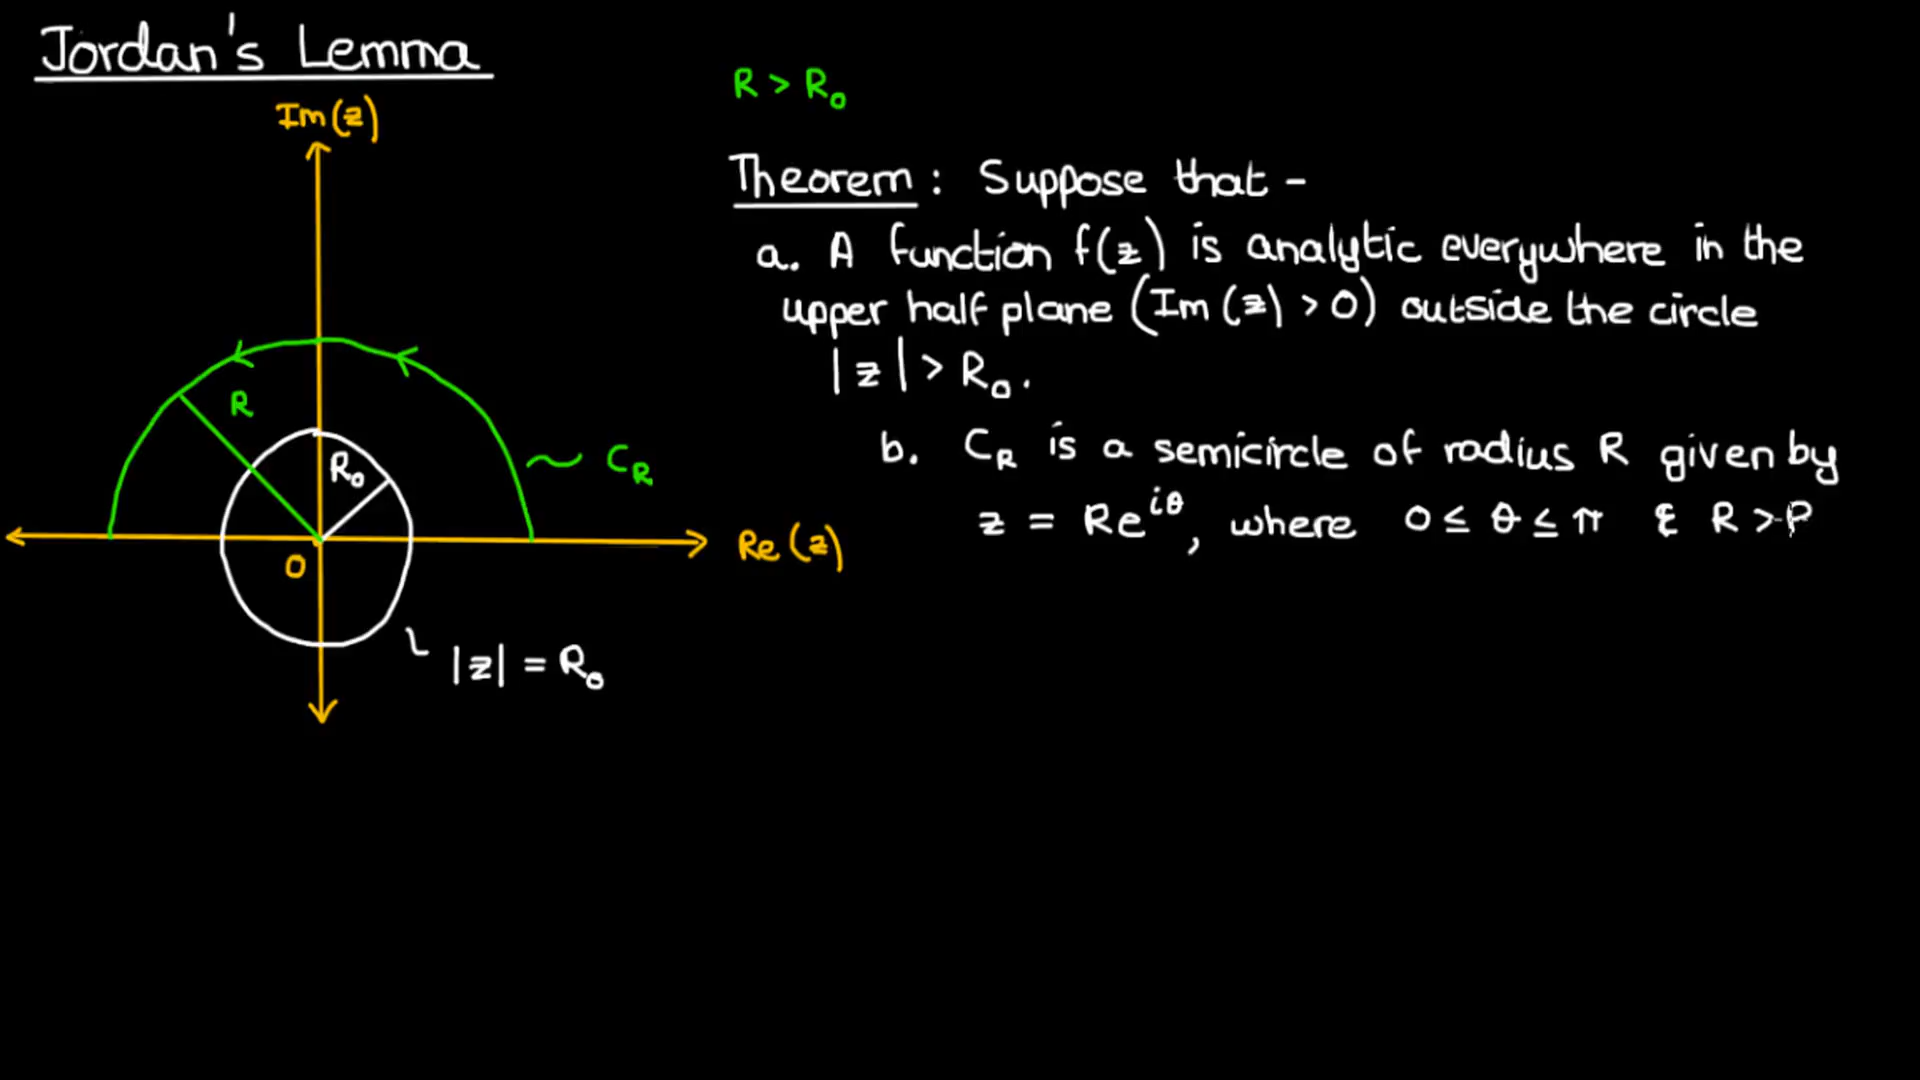 Jordan's Lemma
Im(z)
R
R₀
C_R
Re(z)
O
|z| = R₀
R > R₀
Theorem: Suppose that -
a. A function f(z) is analytic everywhere in the
upper half plane (Im(z) > 0) outside the circle
|z| > R₀.
b. C_R is a semicircle of radius R given by
z = Re^{iθ}, where 0 ≤ θ ≤ π & R >